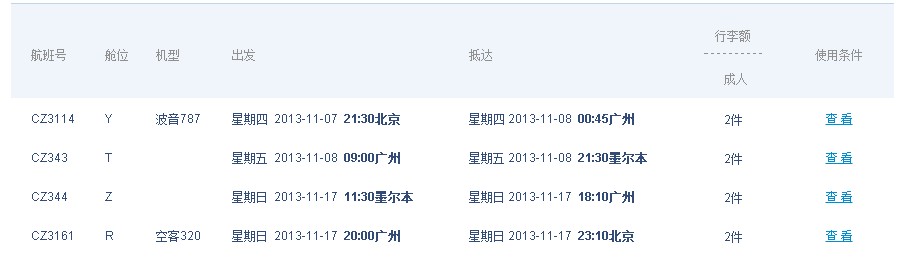 航班号 舱位 机型 出发 抵达 行李额 成人 使用条件
CZ3114 Y 波音787 星期四 2013-11-07 21:30北京 星期四 2013-11-08 00:45广州 2件 查看
CZ343 T 星期五 2013-11-08 09:00广州 星期五 2013-11-08 21:30墨尔本 2件 查看
CZ344 Z 星期日 2013-11-17 11:30墨尔本 星期日 2013-11-17 18:10广州 2件 查看
CZ3161 R 空客320 星期日 2013-11-17 20:00广州 星期日 2013-11-17 23:10北京 2件 查看